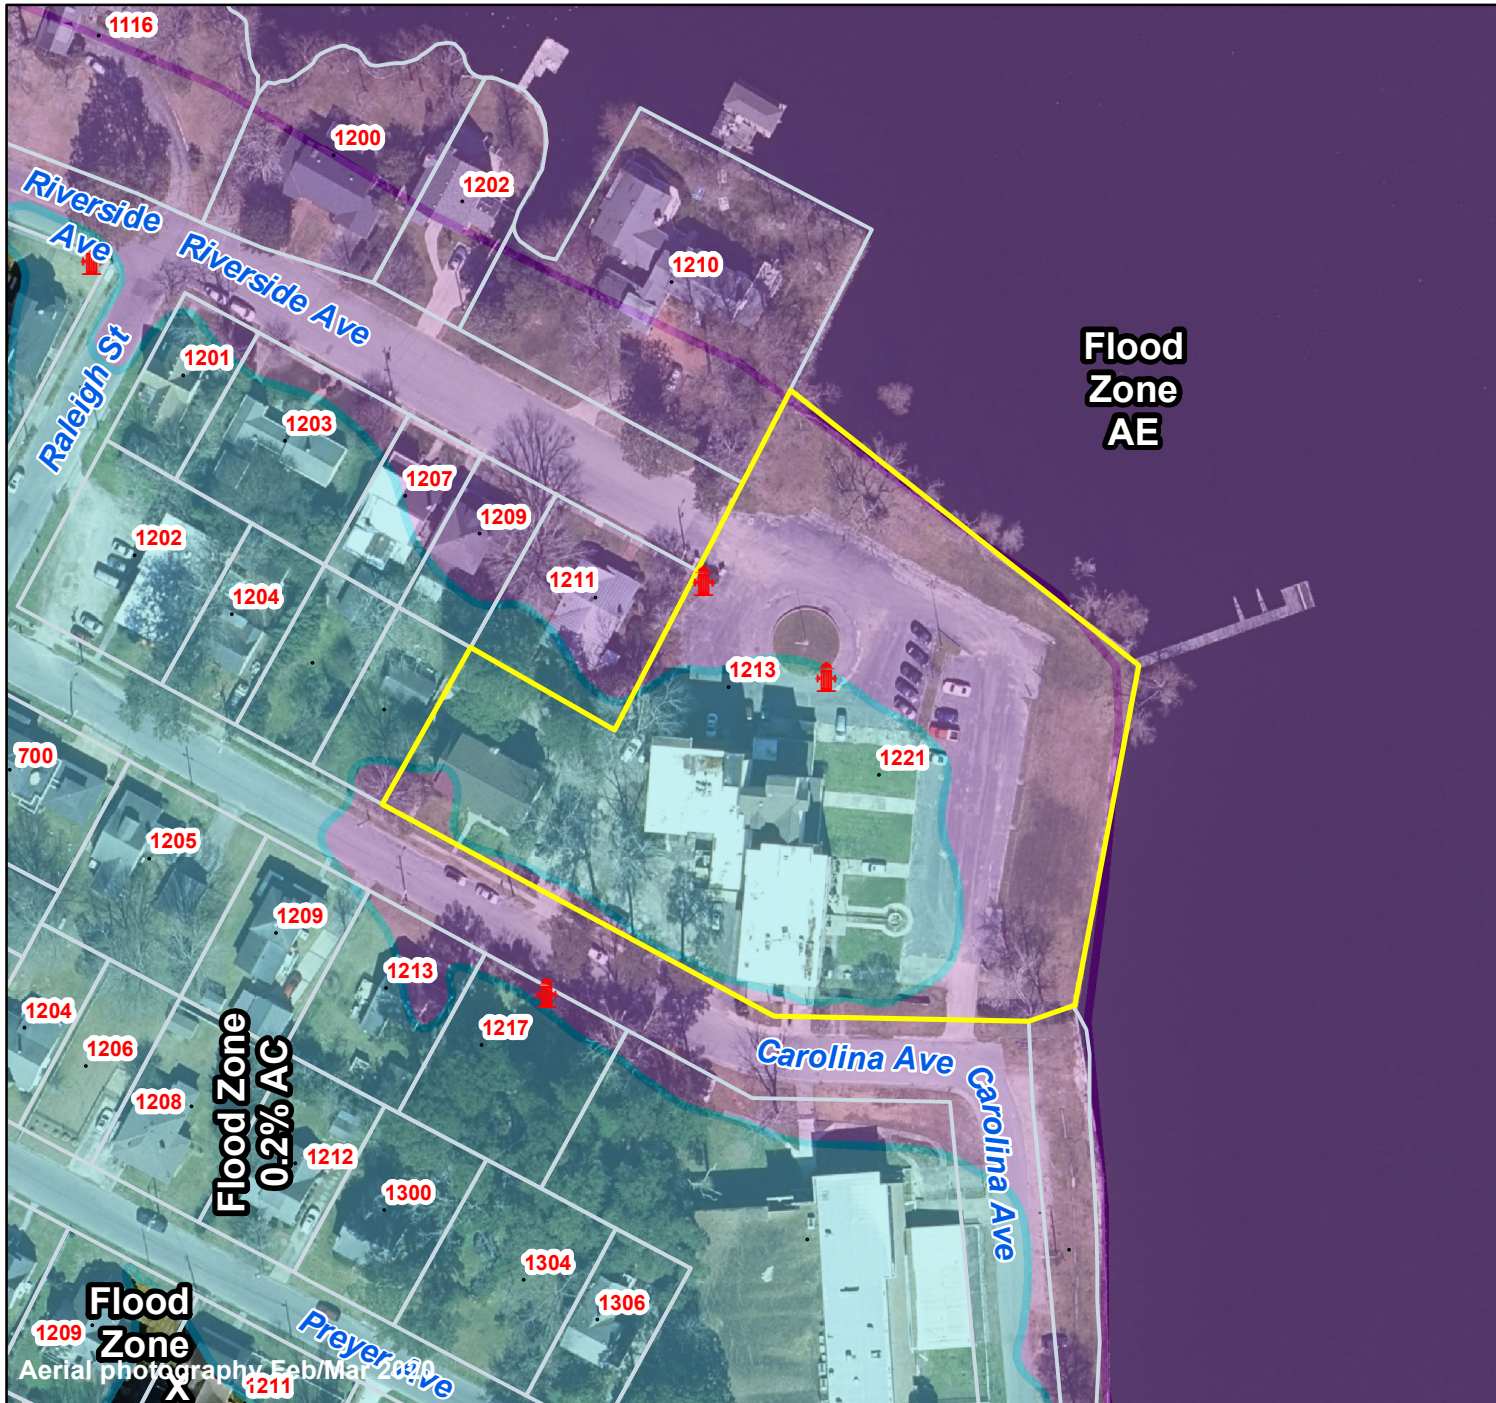 1116
1200
1202
Riverside
Ave
Riverside Ave
1210
Flood
Zone
AE
Raleigh St
1201
1203
1207
1209
1202
1204
1211
1213
1221
700
1205
1209
1213
1217
1204
1206
1208
Flood Zone
0.2% AC
1212
1300
Carolina Ave
Carolina Ave
1304
1306
Flood
Zone
X
1209
Preyer Ave
Aerial photography Feb/Mar 2020
1211